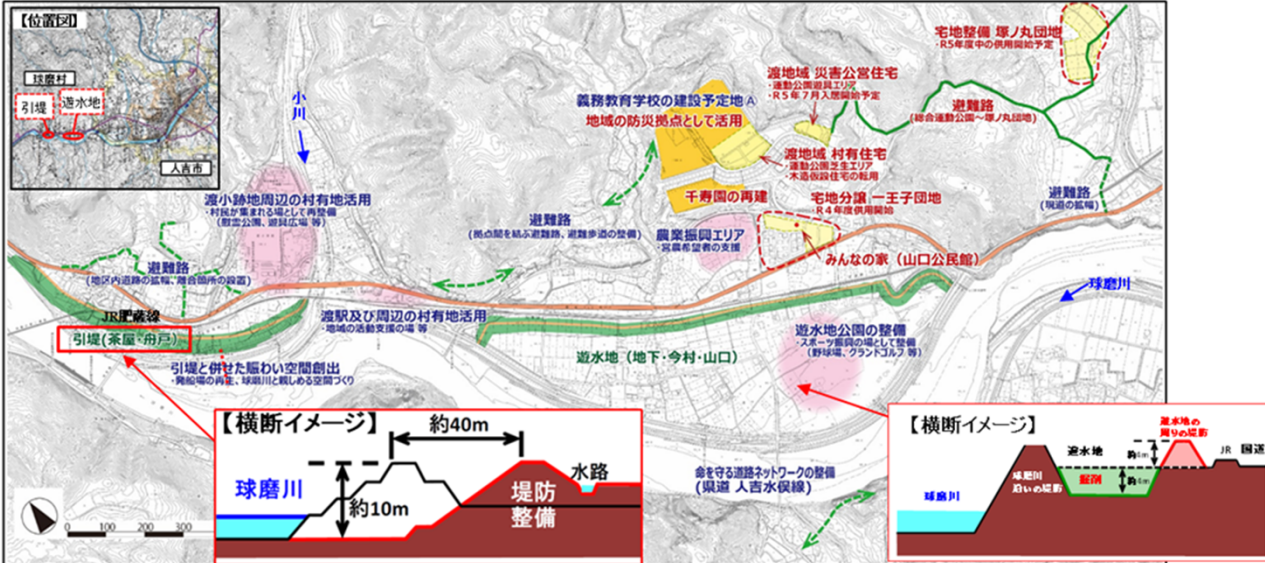 【位置図】
球磨村
引堤
遊水地
人吉市
小川
渡小跡地周辺の村有地活用
・村民が集まれる場として再整備
(慰霊公園、遊具広場 等)
避難路
(地区内道路の拡幅、離合箇所の設置)
JR肥薩線
引堤(茶屋・舟戸)
引堤と併せた賑わい空間創出
・発船場の再生、球磨川と親しめる空間づくり
渡駅及び周辺の村有地活用
・地域の活動支援の場 等
避難路
(拠点間を結ぶ避難路、避難歩道の整備)
義務教育学校の建設予定地Ⓐ
地域の防災拠点として活用
千寿園の再建
農業振興エリア
・営農希望者の支援
渡地域 災害公営住宅
・運動公園遊具エリア
・R5年7月入居開始予定
渡地域 村有住宅
・運動公園芝生エリア
・木造仮設住宅の転用
宅地分譲 一王子団地
・R4年度供用開始
みんなの家(山口公民館)
宅地整備 塚ノ丸団地
・R5年度中の供用開始予定
避難路
(総合運動公園~塚ノ丸団地)
避難路
(現道の拡幅)
球磨川
遊水地(地下・今村・山口)
遊水地公園の整備
・スポーツ振興の場として整備
(野球場、グランドゴルフ 等)
命を守る道路ネットワークの整備
(県道 人吉水俣線)
0 100 200 300
【横断イメージ】
約40m
球磨川
約10m
堤防
整備
水路
【横断イメージ】
遊水地
遊水地の
周りの堤防
約4m
JR 国道
球磨川
沿いの堤防
掘削
約4m
球磨川